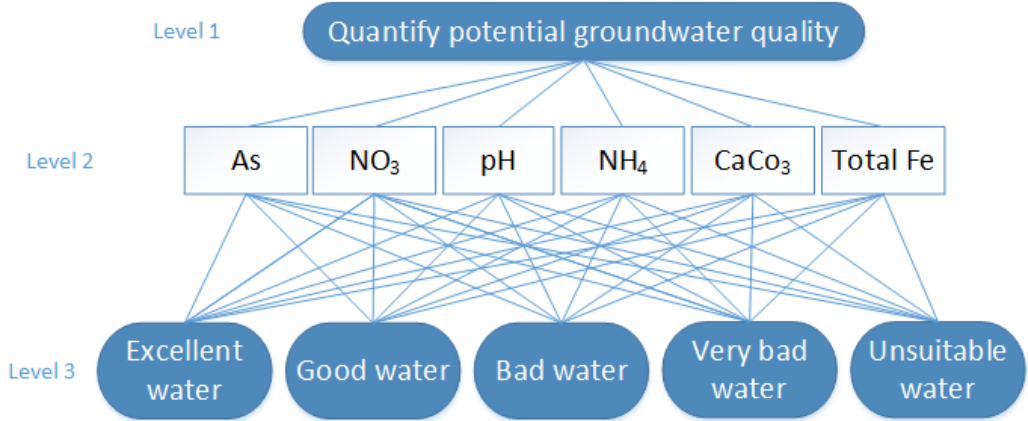 Level 1
Quantify potential groundwater quality
Level 2
As
NO₃
pH
NH₄
CaCo₃
Total Fe
Level 3
Excellent
water
Good water
Bad water
Very bad
water
Unsuitable
water